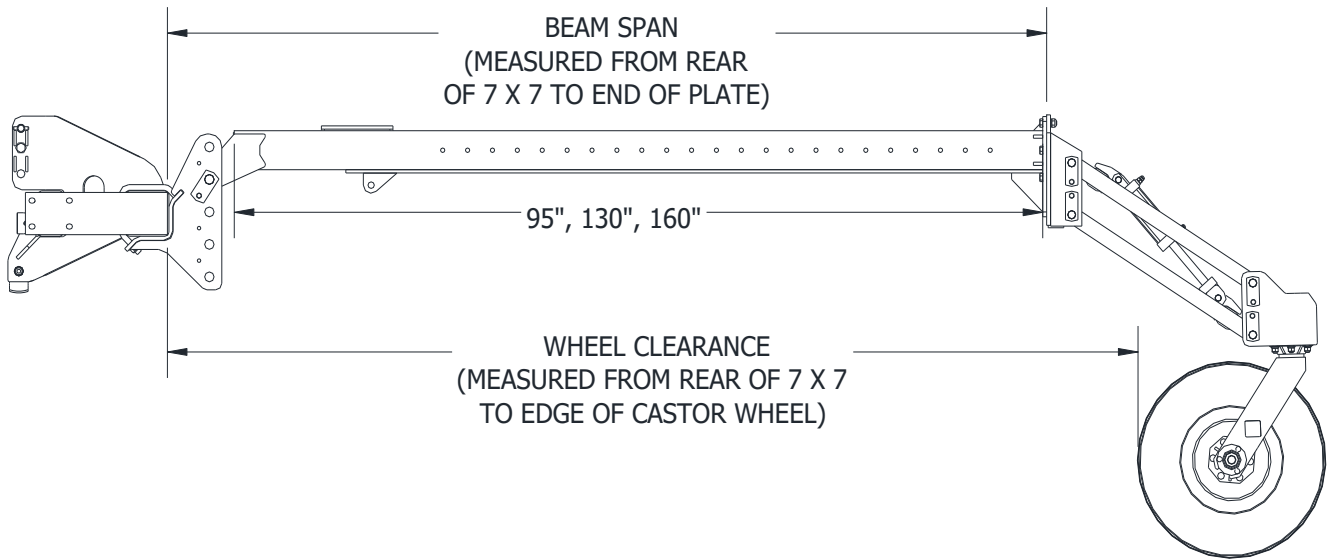 BEAM SPAN
(MEASURED FROM REAR
OF 7 X 7 TO END OF PLATE)
95", 130", 160"
WHEEL CLEARANCE
(MEASURED FROM REAR OF 7 X 7
TO EDGE OF CASTOR WHEEL)